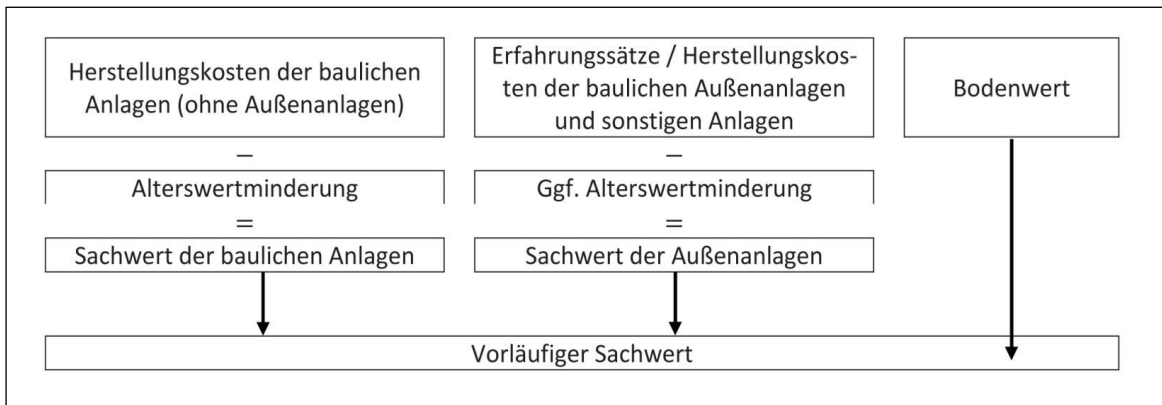 Herstellungskosten der baulichen
Anlagen (ohne Außenanlagen)
–
Alterswertminderung
=
Sachwert der baulichen Anlagen
Erfahrungssätze / Herstellungskos-
ten der baulichen Außenanlagen
und sonstigen Anlagen
–
Ggf. Alterswertminderung
=
Sachwert der Außenanlagen
Bodenwert
Vorläufiger Sachwert